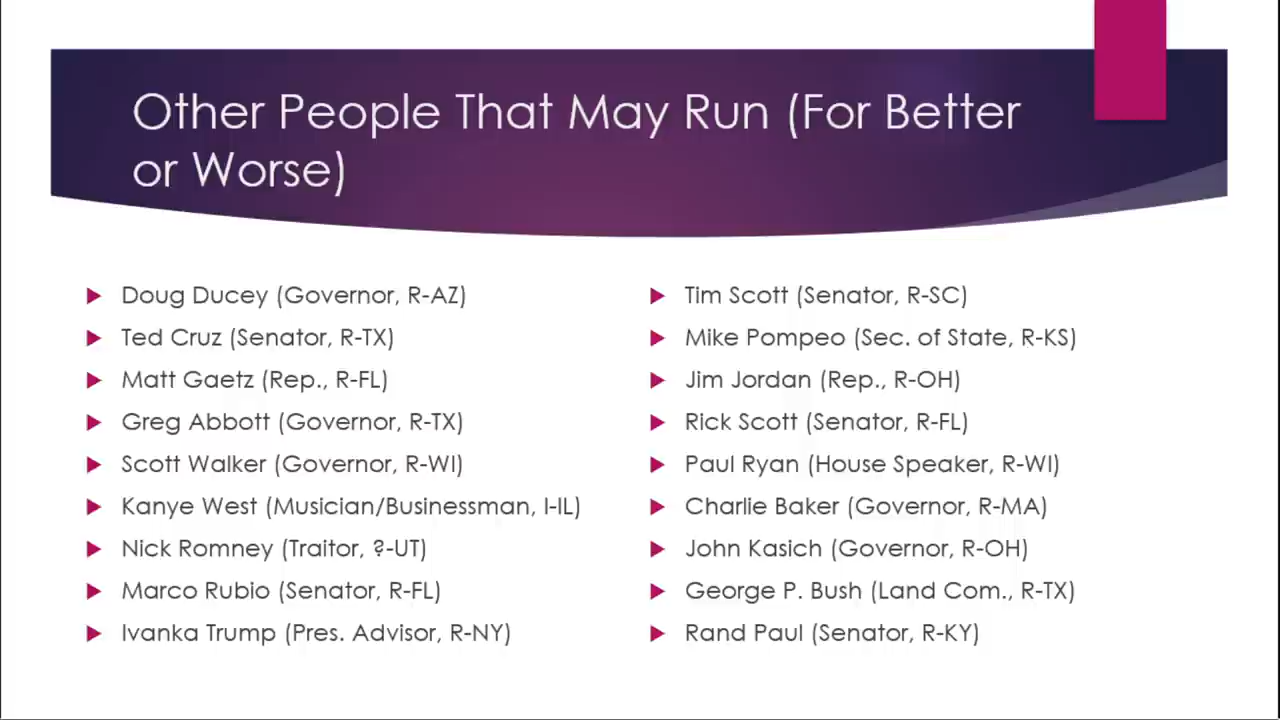 Other People That May Run (For Better
or Worse)
Doug Ducey (Governor, R-AZ)
Ted Cruz (Senator, R-TX)
Matt Gaetz (Rep., R-FL)
Greg Abbott (Governor, R-TX)
Scott Walker (Governor, R-WI)
Kanye West (Musician/Businessman, I-IL)
Nick Romney (Traitor, ?-UT)
Marco Rubio (Senator, R-FL)
Ivanka Trump (Pres. Advisor, R-NY)
Tim Scott (Senator, R-SC)
Mike Pompeo (Sec. of State, R-KS)
Jim Jordan (Rep., R-OH)
Rick Scott (Senator, R-FL)
Paul Ryan (House Speaker, R-WI)
Charlie Baker (Governor, R-MA)
John Kasich (Governor, R-OH)
George P. Bush (Land Com., R-TX)
Rand Paul (Senator, R-KY)